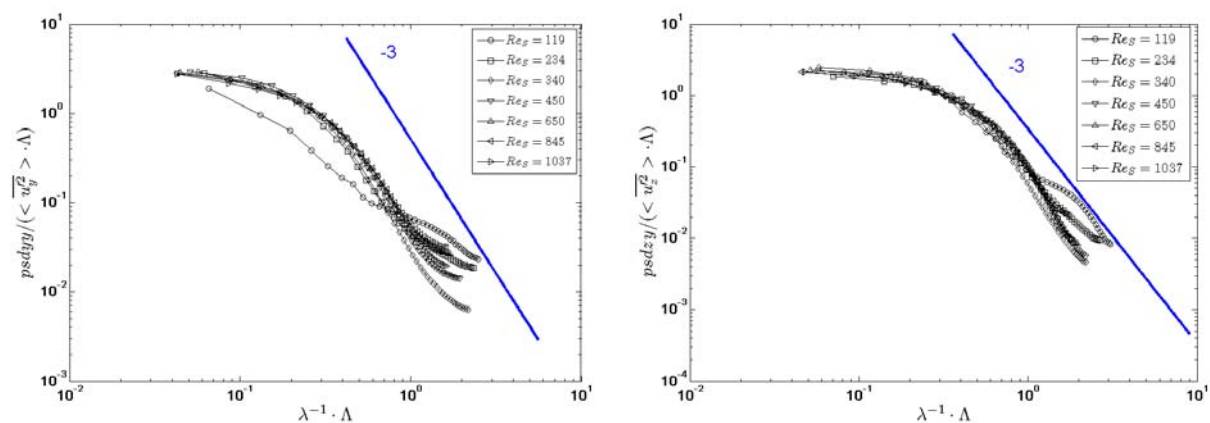 10^1
10^0
10^-1
10^-2
10^-3
psdyy/(< \overline{u_y'^2} > · Λ)
-3
Re_S = 119
Re_S = 234
Re_S = 340
Re_S = 450
Re_S = 650
Re_S = 845
Re_S = 1037
10^-2 10^-1 10^0 10^1
λ^-1 · Λ
10^1
10^0
10^-1
10^-2
10^-3
10^-4
psdzy/(< \overline{u_z'^2} > · Λ)
-3
Re_S = 119
Re_S = 234
Re_S = 340
Re_S = 450
Re_S = 650
Re_S = 845
Re_S = 1037
10^-2 10^-1 10^0 10^1
λ^-1 · Λ